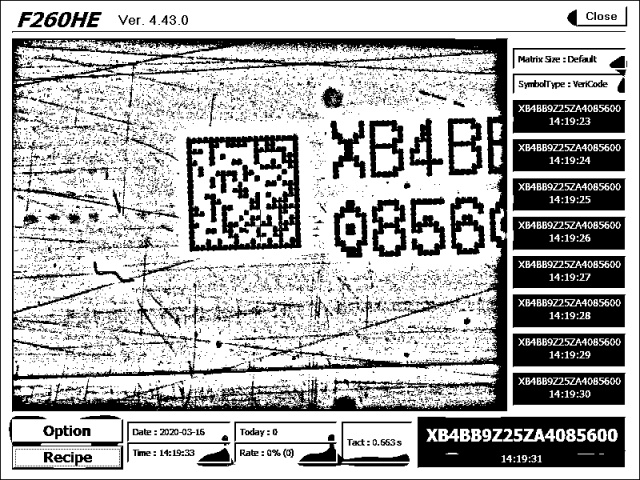 F260HE Ver. 4.43.0
Close
XB4BB
0856
Matrix Size : Default
SymbolType : VeriCode
XB4BB9Z25ZA4085600
14:19:23
XB4BB9Z25ZA4085600
14:19:24
XB4BB9Z25ZA4085600
14:19:25
XB4BB9Z25ZA4085600
14:19:26
XB4BB9Z25ZA4085600
14:19:27
XB4BB9Z25ZA4085600
14:19:28
XB4BB9Z25ZA4085600
14:19:29
XB4BB9Z25ZA4085600
14:19:30
Option
Recipe
Date : 2020-03-16
Time : 14:19:33
Today : 0
Rate : 0% (0)
Tact : 0.663 s
XB4BB9Z25ZA4085600
14:19:31